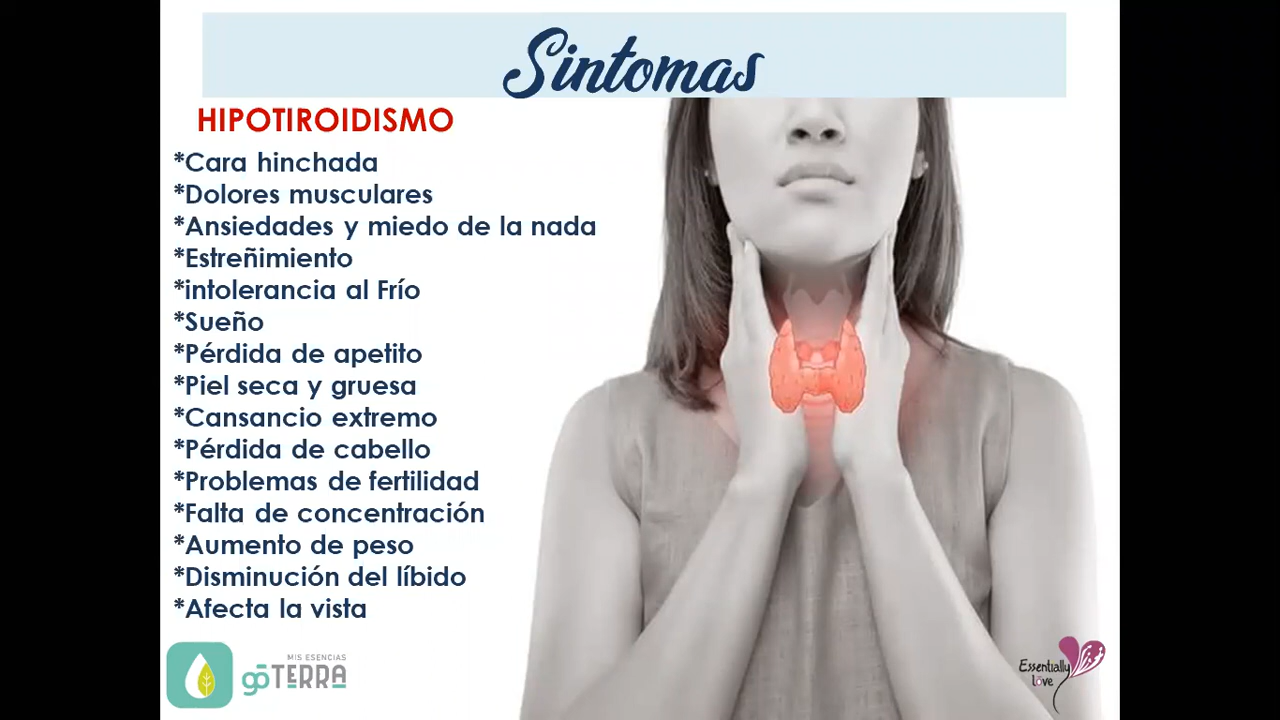 Sintomas
HIPOTIROIDISMO
*Cara hinchada
*Dolores musculares
*Ansiedades y miedo de la nada
*Estreñimiento
*intolerancia al Frío
*Sueño
*Pérdida de apetito
*Piel seca y gruesa
*Cansancio extremo
*Pérdida de cabello
*Problemas de fertilidad
*Falta de concentración
*Aumento de peso
*Disminución del líbido
*Afecta la vista
MIS ESENCIAS
gōTERRA
Essentially
lōve